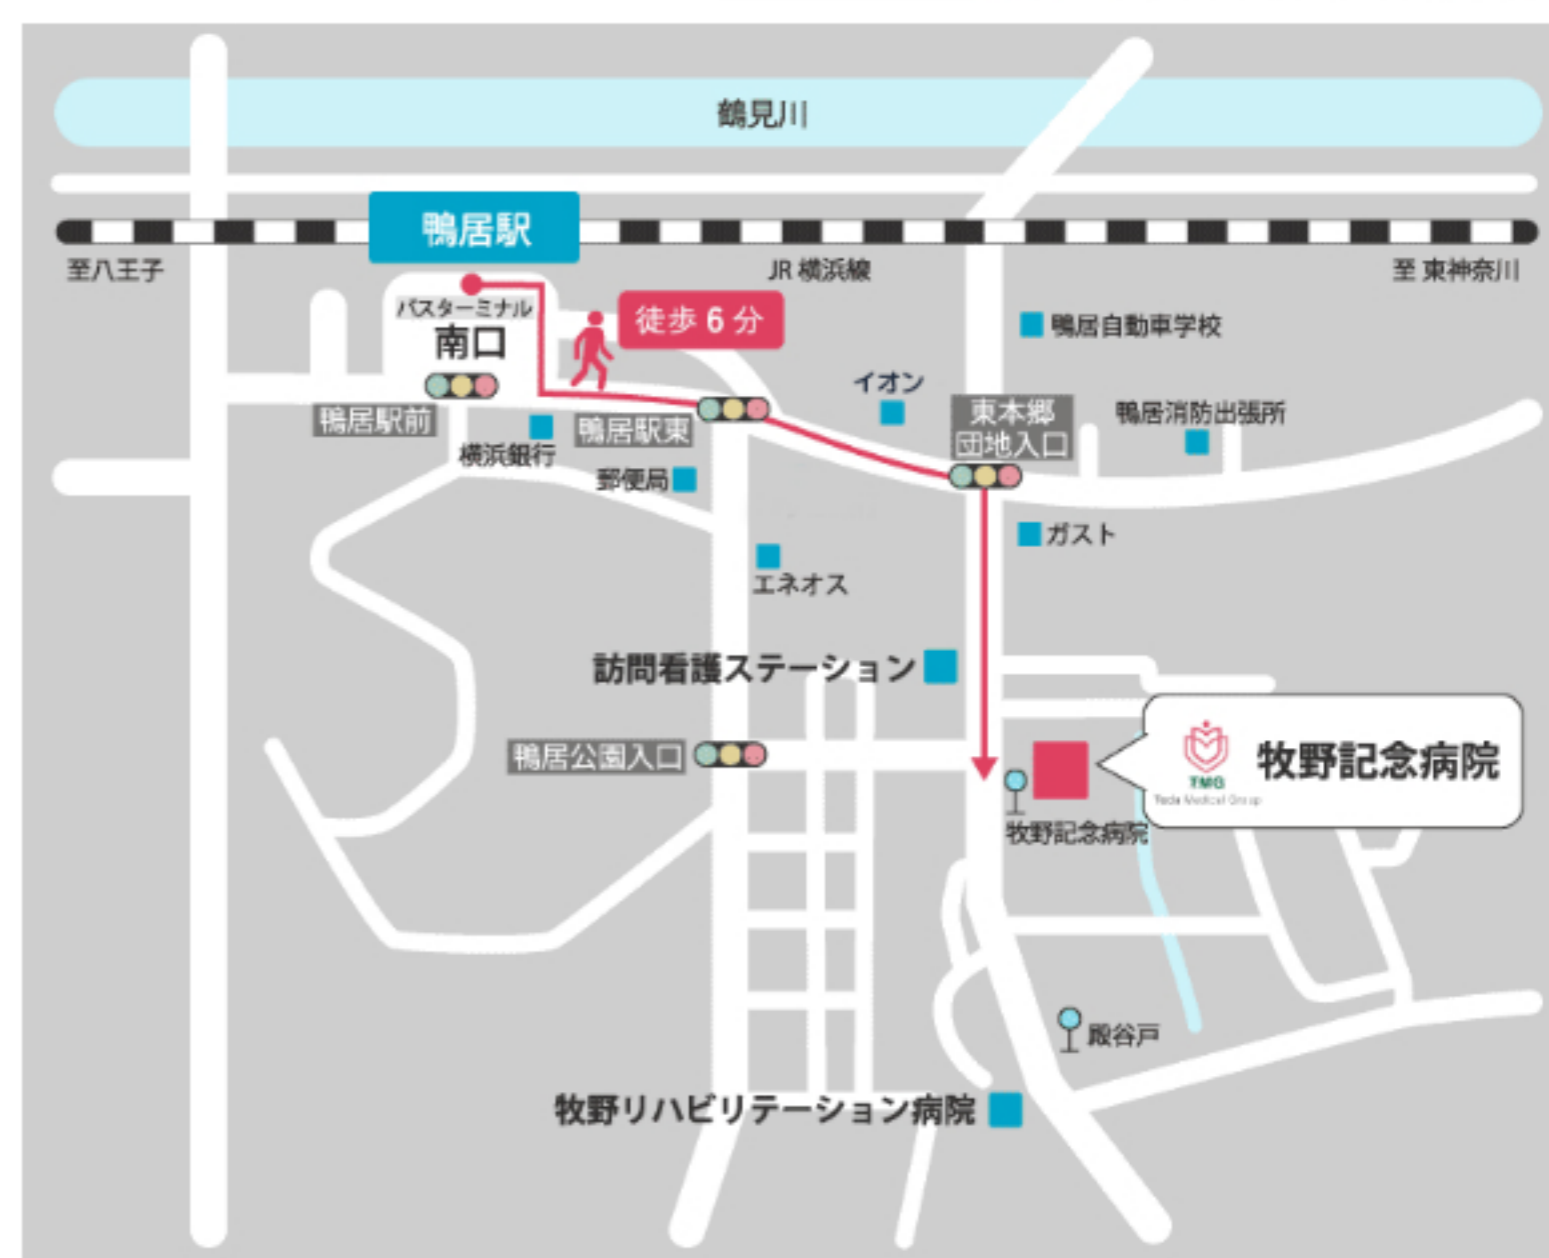 鶴見川
鴨居駅
至八王子
JR 横浜線
至 東神奈川
バスターミナル
南口
徒歩 6 分
鴨居自動車学校
イオン
鴨居駅前
鴨居駅東
東本郷
団地入口
鴨居消防出張所
横浜銀行
郵便局
ガスト
エネオス
訪問看護ステーション
鴨居公園入口
TMG
Toda Medical Group
牧野記念病院
牧野記念病院
殿谷戸
牧野リハビリテーション病院